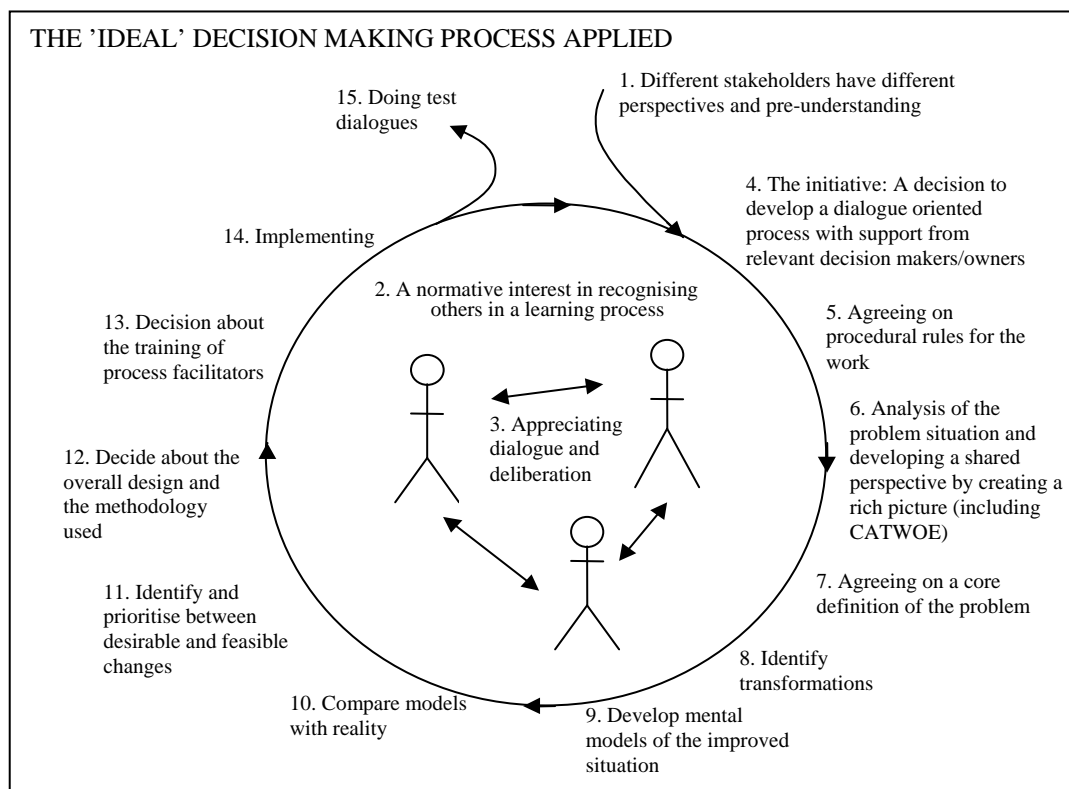 THE ’IDEAL’ DECISION MAKING PROCESS APPLIED
1. Different stakeholders have different
perspectives and pre-understanding
15. Doing test
dialogues
4. The initiative: A decision to
develop a dialogue oriented
process with support from
relevant decision makers/owners
14. Implementing
2. A normative interest in recognising
others in a learning process
5. Agreeing on
procedural rules for the
work
13. Decision about
the training of
process facilitators
3. Appreciating
dialogue and
deliberation
6. Analysis of the
problem situation and
developing a shared
perspective by creating a
rich picture (including
CATWOE)
12. Decide about the
overall design and
the methodology
used
7. Agreeing on a core
definition of the problem
11. Identify and
prioritise between
desirable and feasible
changes
8. Identify
transformations
10. Compare models
with reality
9. Develop mental
models of the improved
situation